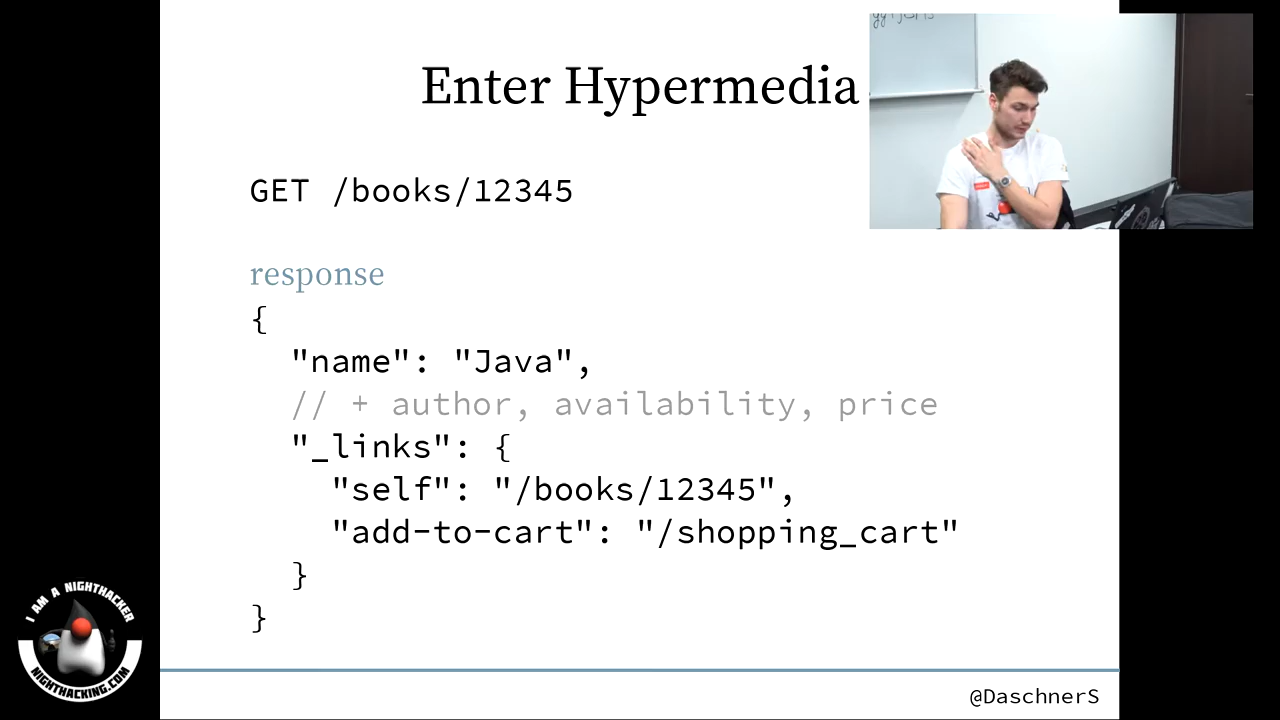 Enter Hypermedia
GET /books/12345
response
{
"name": "Java",
// + author, availability, price
"_links": {
"self": "/books/12345",
"add-to-cart": "/shopping_cart"
}
}
I AM A NIGHTHACKER
NIGHTHACKING.COM
@DaschnerS